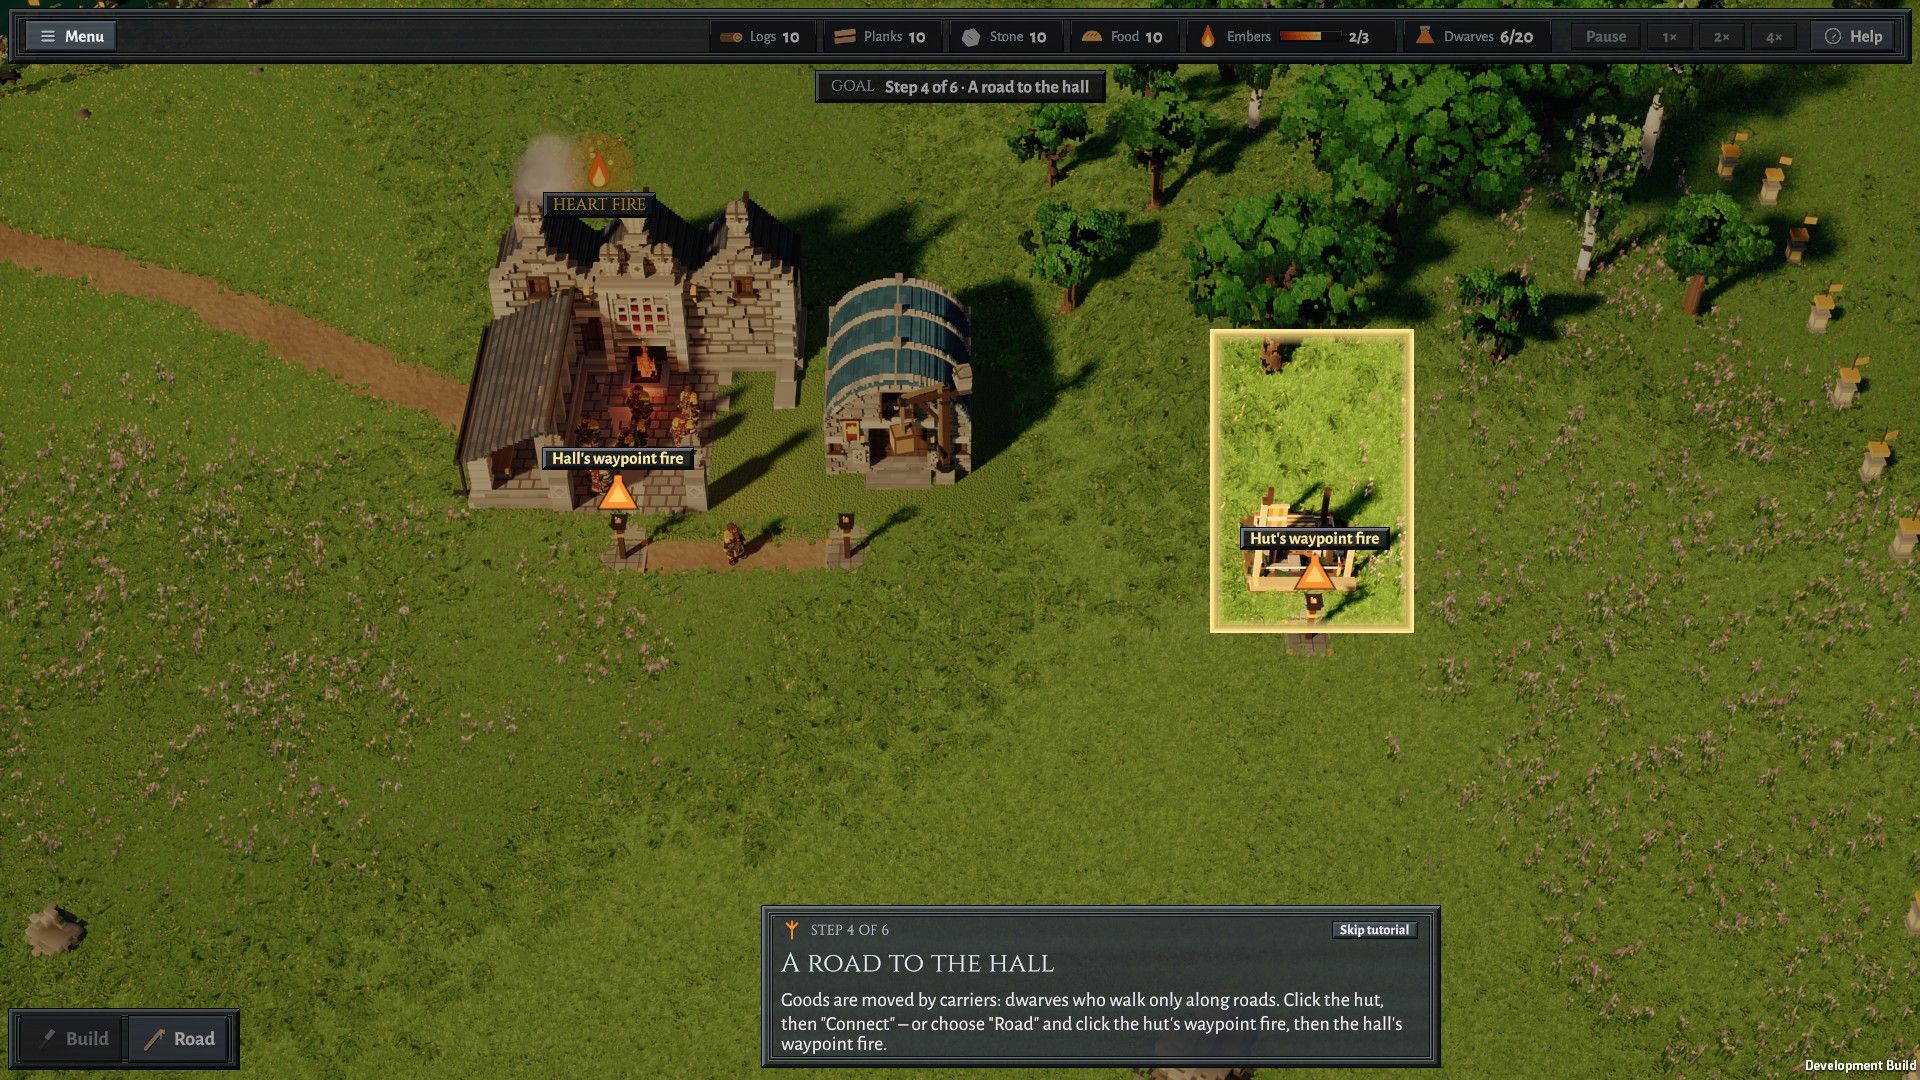 Menu
Logs 10
Planks 10
Stone 10
Food 10
Embers 2/3
Dwarves 6/20
Pause
1×
2×
4×
Help
GOAL Step 4 of 6 · A road to the hall
HEART FIRE
Hall's waypoint fire
Hut's waypoint fire
STEP 4 OF 6
Skip tutorial
A ROAD TO THE HALL
Goods are moved by carriers: dwarves who walk only along roads. Click the hut,
then "Connect" – or choose "Road" and click the hut's waypoint fire, then the hall's
waypoint fire.
Build
Road
Development Build